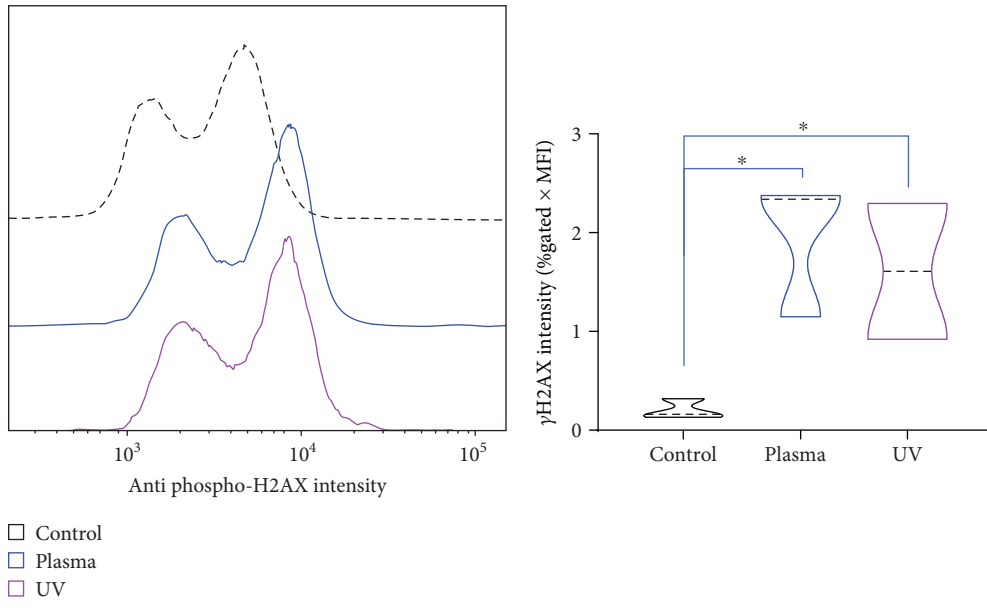 10³ 10⁴ 10⁵
Anti phospho-H2AX intensity
Control
Plasma
UV
γH2AX intensity (%gated × MFI)
3
2
1
0
*
*
Control Plasma UV